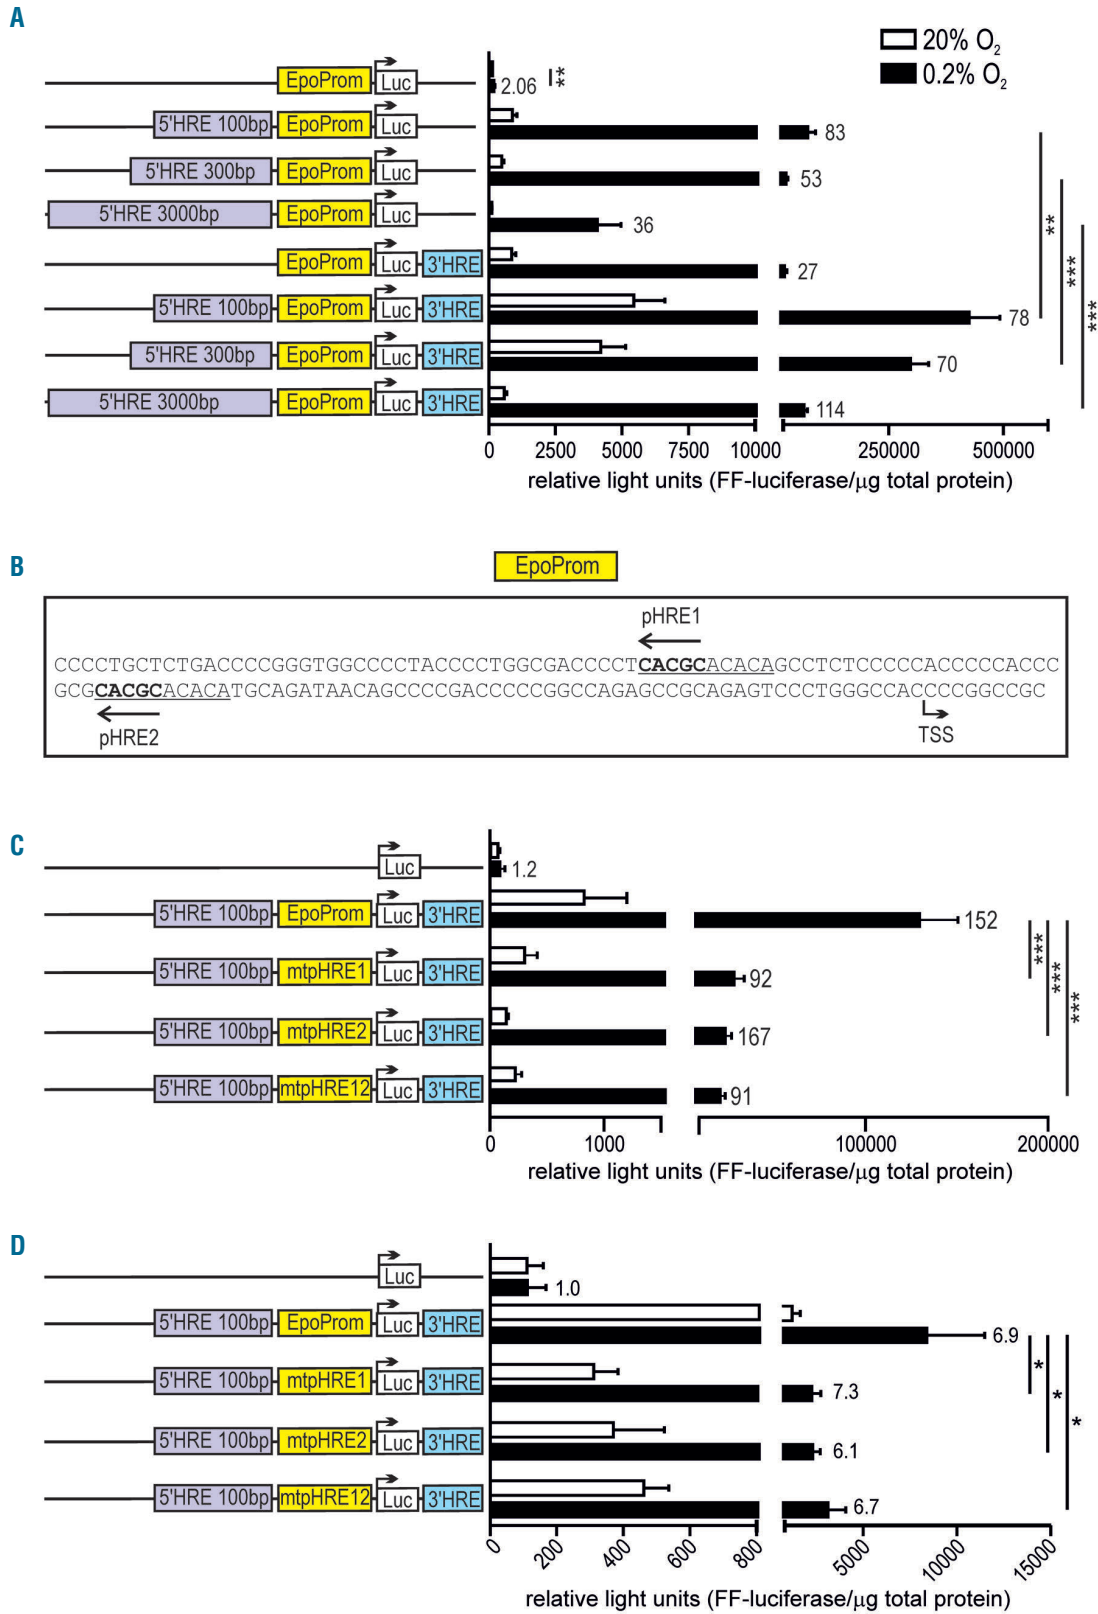 A
20% O2
0.2% O2
EpoProm Luc 2.06 **
5'HRE 100bp EpoProm Luc 83
5'HRE 300bp EpoProm Luc 53
5'HRE 3000bp EpoProm Luc 36
EpoProm Luc 3'HRE 27
5'HRE 100bp EpoProm Luc 3'HRE 78
5'HRE 300bp EpoProm Luc 3'HRE 70
5'HRE 3000bp EpoProm Luc 3'HRE 114
** *** ***
0 2500 5000 7500 10000 250000 500000
relative light units (FF-luciferase/µg total protein)
B
EpoProm
pHRE1
CCCCTGCTCTGACCCCGGGTGGCCCCTACCCCTGGCGACCCCTCACGCACACAGCCTCTCCCCCACCCCCACCC
GCGCACGCACACATGCAGATAACAGCCCCGACCCCCGGCCAGAGCCGCAGAGTCCCTGGGCCACCCCGGCCGC
pHRE2 TSS
C
Luc 1.2
5'HRE 100bp EpoProm Luc 3'HRE 152
5'HRE 100bp mtpHRE1 Luc 3'HRE 92
5'HRE 100bp mtpHRE2 Luc 3'HRE 167
5'HRE 100bp mtpHRE12 Luc 3'HRE 91
*** *** ***
0 1000 100000 200000
relative light units (FF-luciferase/µg total protein)
D
Luc 1.0
5'HRE 100bp EpoProm Luc 3'HRE 6.9
5'HRE 100bp mtpHRE1 Luc 3'HRE 7.3
5'HRE 100bp mtpHRE2 Luc 3'HRE 6.1
5'HRE 100bp mtpHRE12 Luc 3'HRE 6.7
* * *
0 200 400 600 800 5000 10000 15000
relative light units (FF-luciferase/µg total protein)